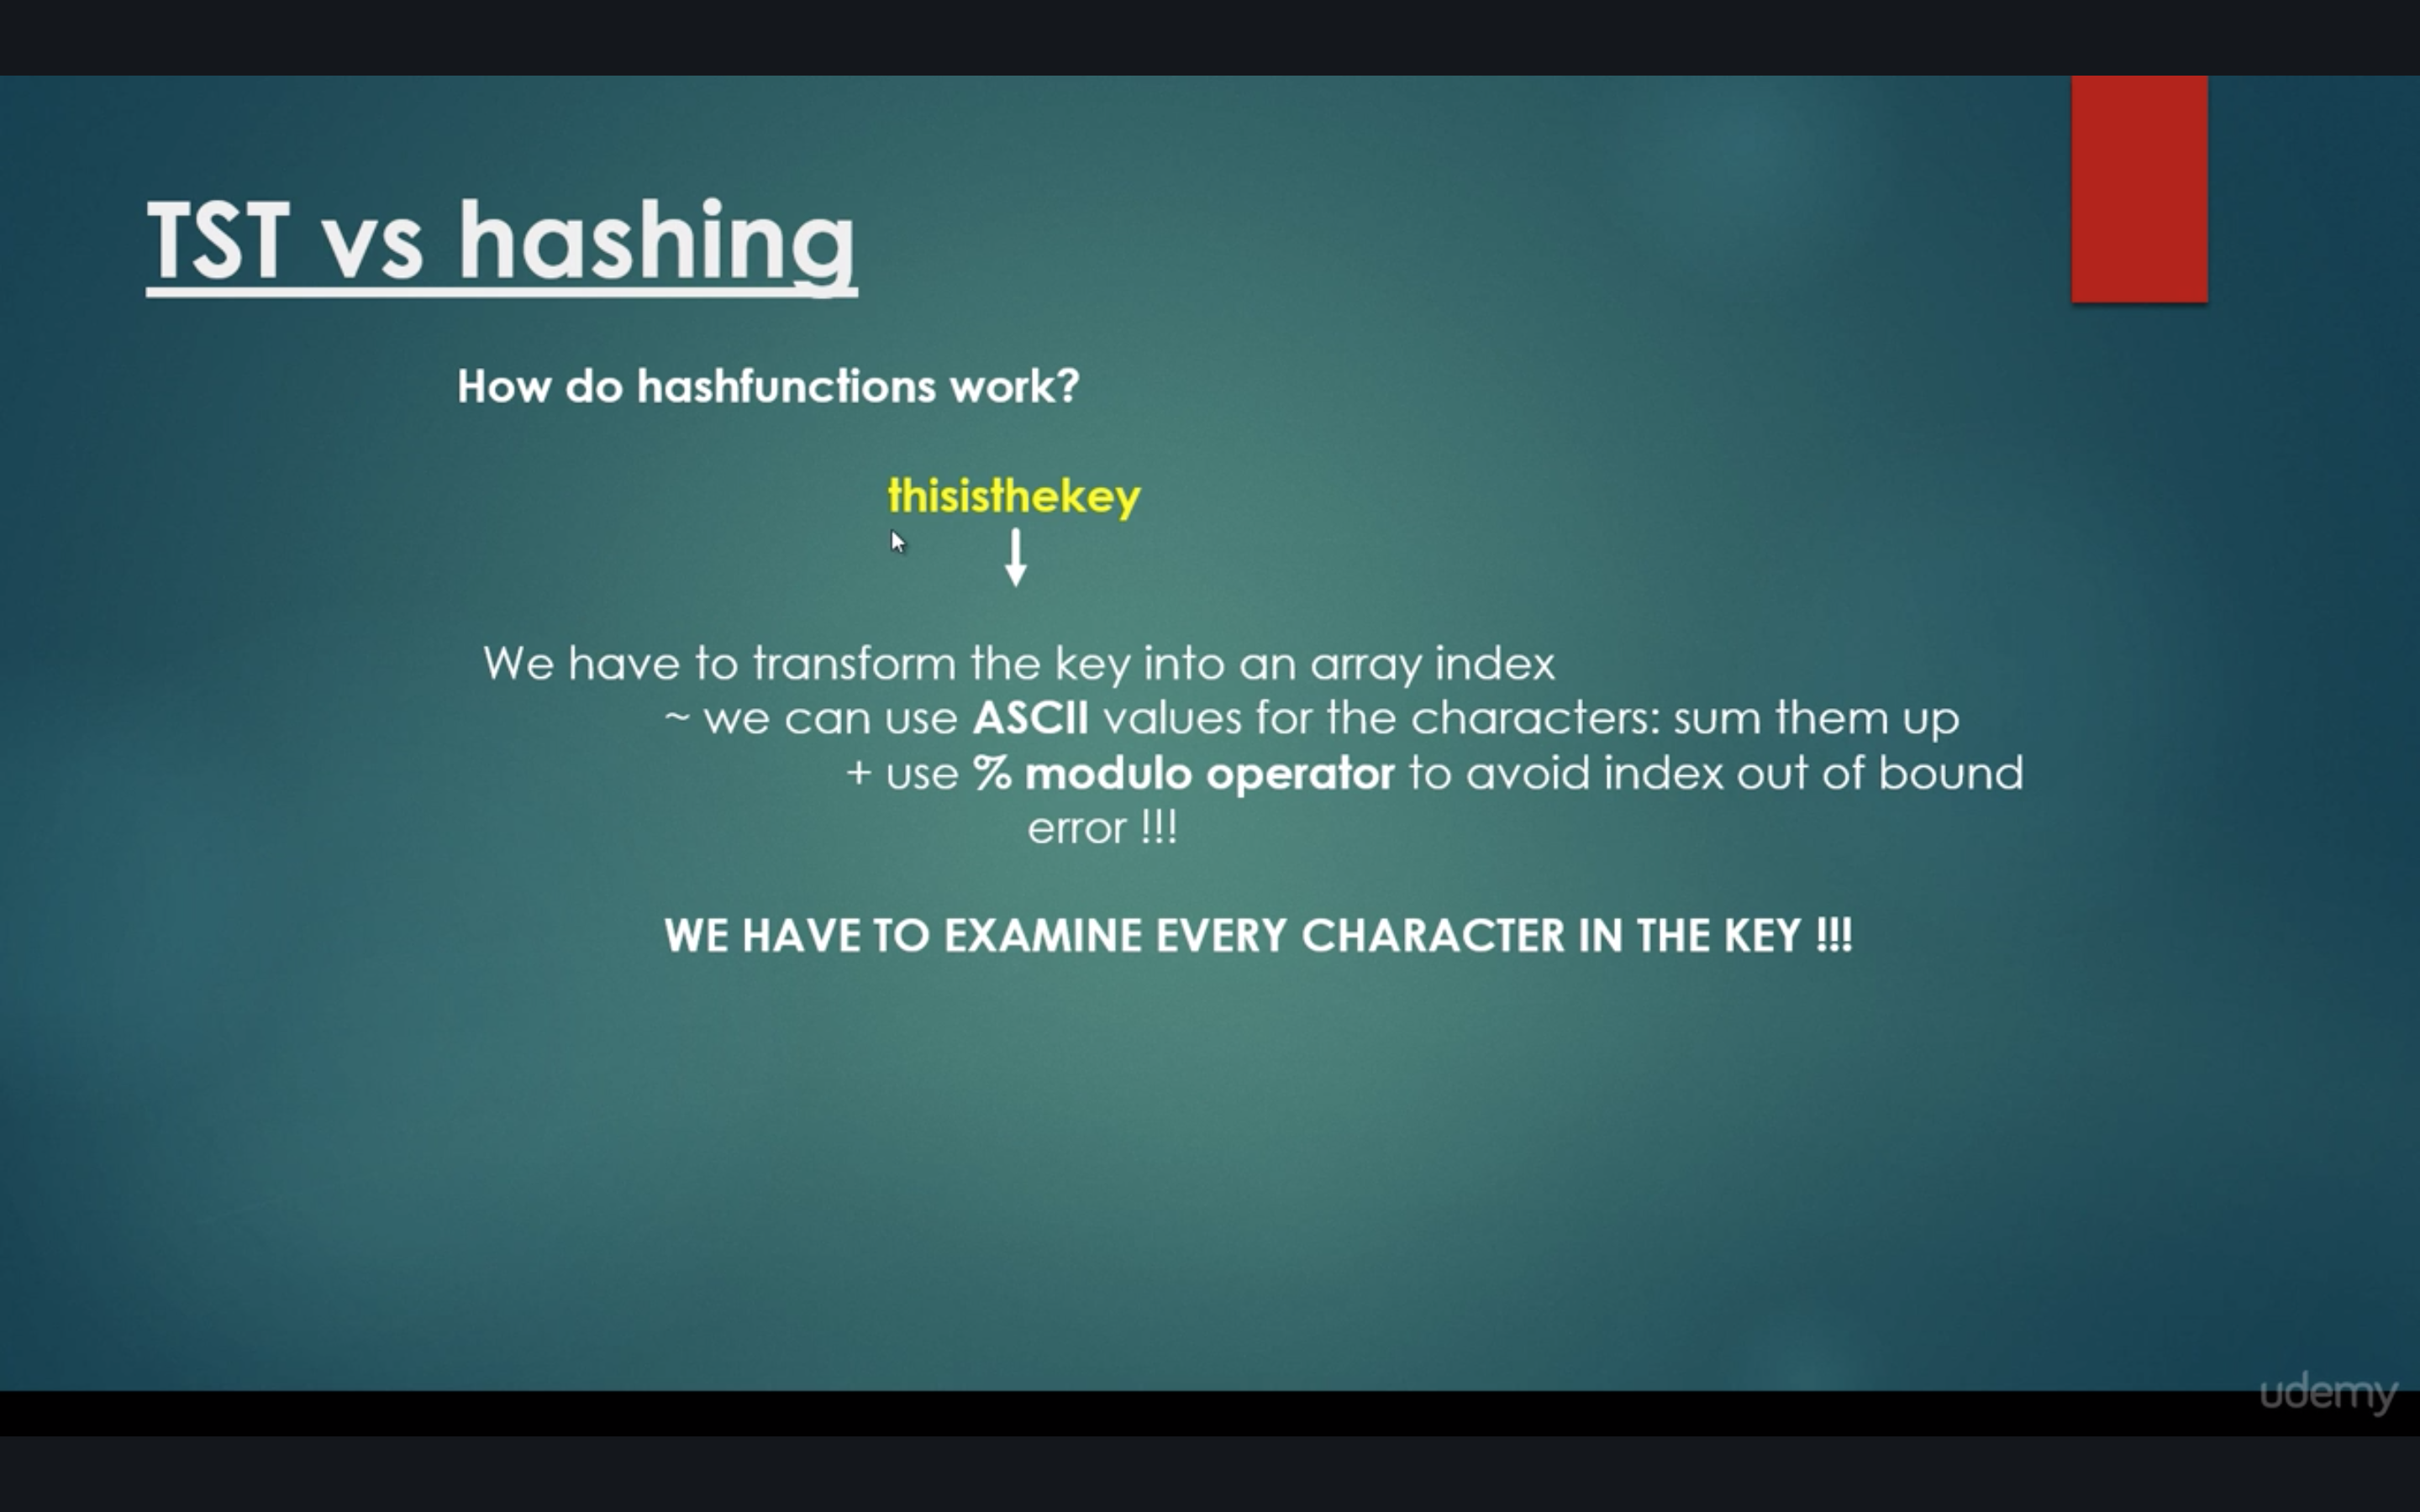 TST vs hashing
How do hashfunctions work?
thisisthekey
We have to transform the key into an array index
~ we can use ASCII values for the characters: sum them up
+ use % modulo operator to avoid index out of bound
error !!!
WE HAVE TO EXAMINE EVERY CHARACTER IN THE KEY !!!
udemy